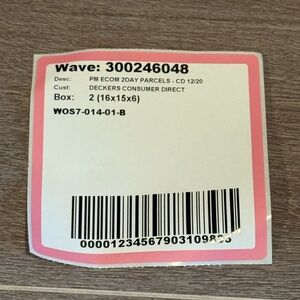 Wave: 300246048
Desc: PM ECOM 2DAY PARCELS - CD 12/20
Cust: DECKERS CONSUMER DIRECT
Box: 2 (16x15x6)
WOS7-014-01-B